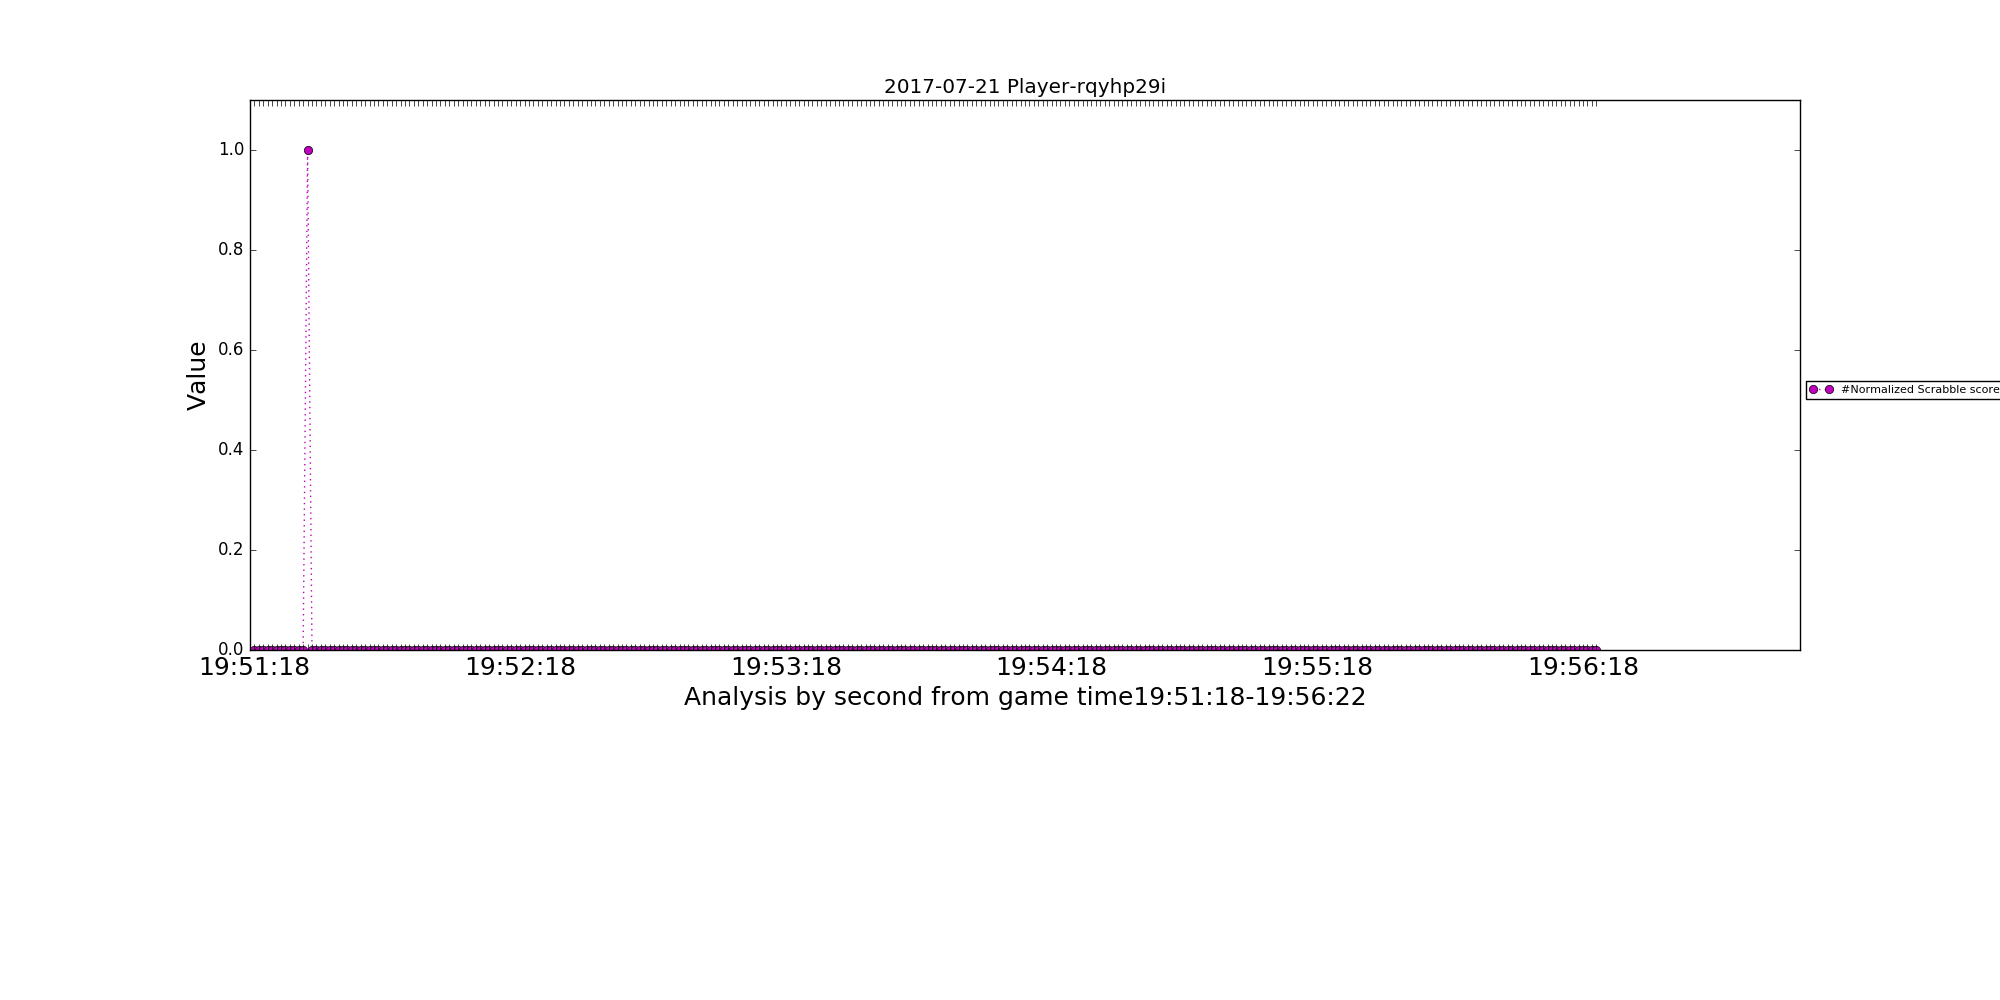 2017-07-21 Player-rqyhp29i
1.0
0.8
0.6
0.4
0.2
0.0
Value
#Normalized Scrabble score
19:51:18 19:52:18 19:53:18 19:54:18 19:55:18 19:56:18
Analysis by second from game time19:51:18-19:56:22